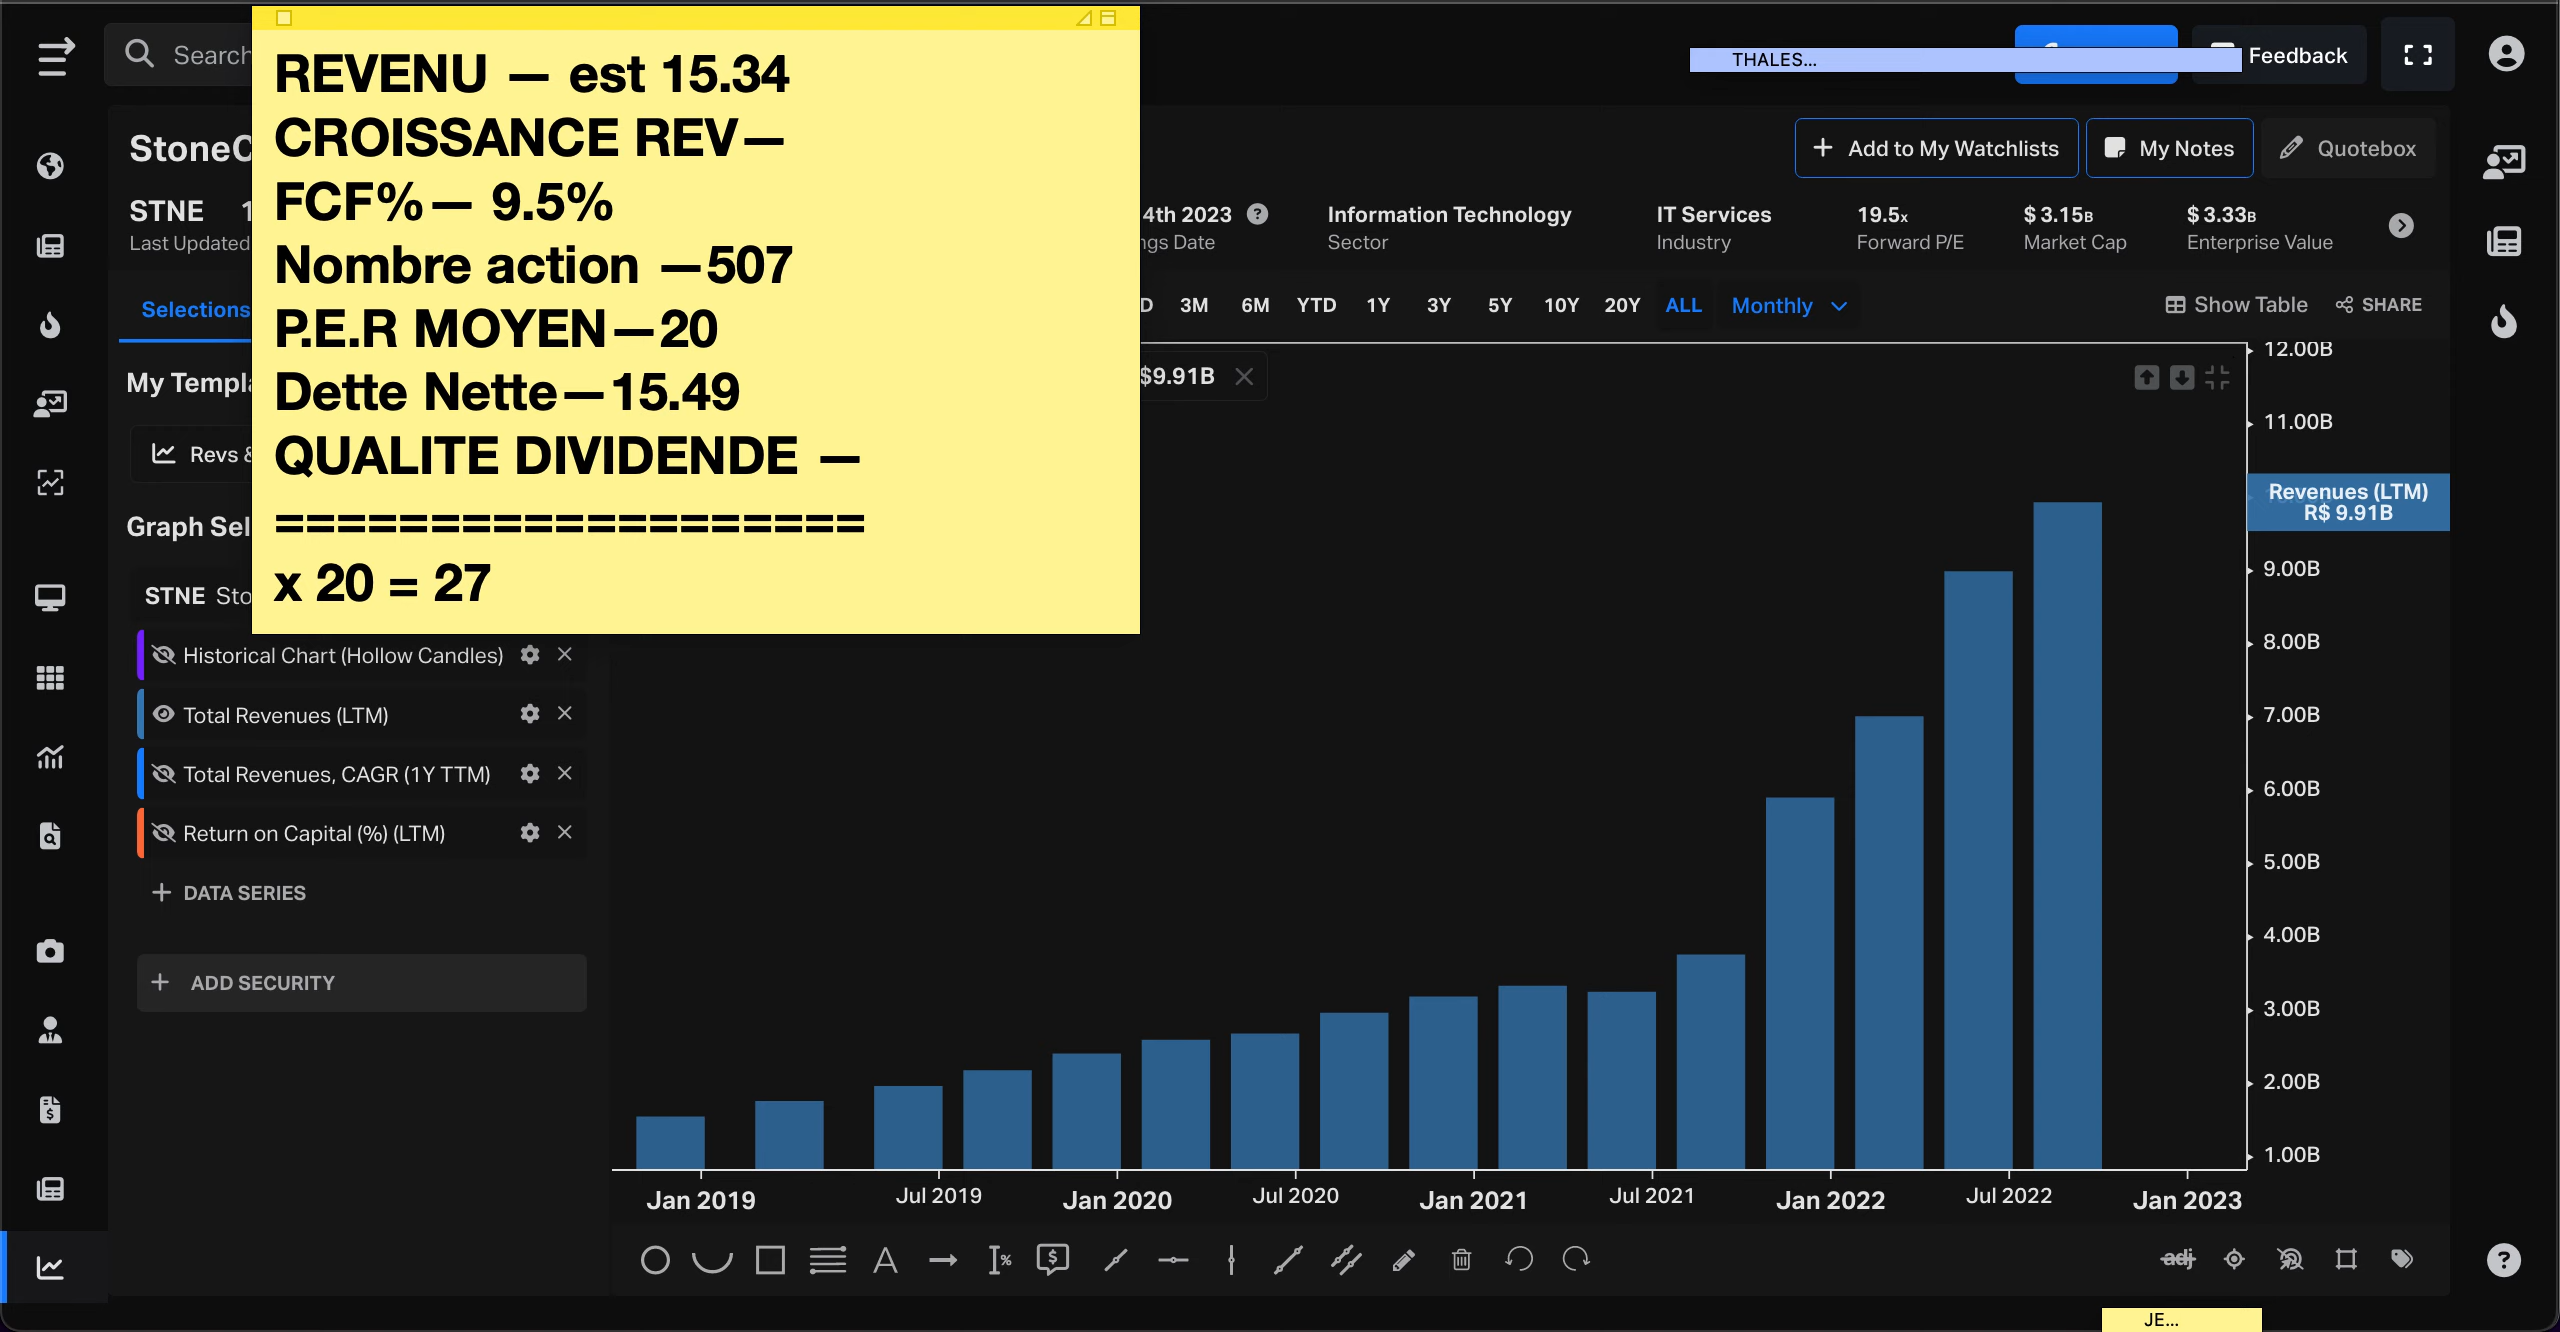 Search
THALES...
Feedback
REVENU — est 15.34
CROISSANCE REV—
FCF%— 9.5%
Nombre action —507
P.E.R MOYEN—20
Dette Nette—15.49
QUALITE DIVIDENDE —
===================
x 20 = 27
StoneC
Add to My Watchlists
My Notes
Quotebox
STNE 1
Last Updated
4th 2023
ngs Date
Information Technology
Sector
IT Services
Industry
19.5x
Forward P/E
$ 3.15B
Market Cap
$ 3.33B
Enterprise Value
Selections
D 3M 6M YTD 1Y 3Y 5Y 10Y 20Y ALL Monthly
Show Table
SHARE
My Templa
$9.91B
Revs &
Graph Sel
STNE Sto
Historical Chart (Hollow Candles)
Total Revenues (LTM)
Total Revenues, CAGR (1Y TTM)
Return on Capital (%) (LTM)
DATA SERIES
ADD SECURITY
12.00B
11.00B
Revenues (LTM)
R$ 9.91B
9.00B
8.00B
7.00B
6.00B
5.00B
4.00B
3.00B
2.00B
1.00B
Jan 2019 Jul 2019 Jan 2020 Jul 2020 Jan 2021 Jul 2021 Jan 2022 Jul 2022 Jan 2023
A
%
$
adj
JE...